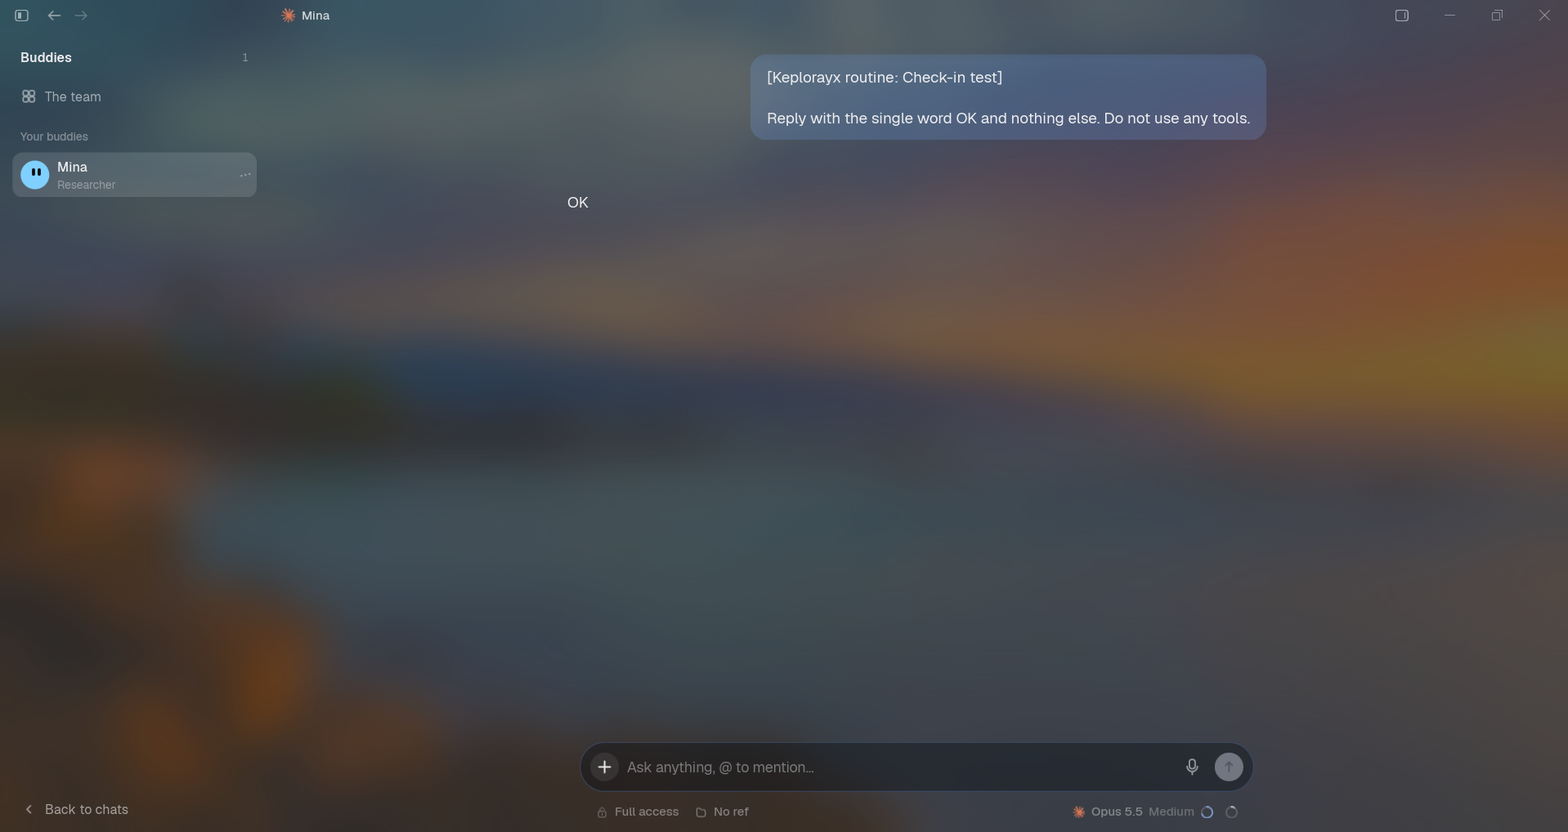 Mina
Buddies
1
The team
Your buddies
Mina
Researcher
[Keplorayx routine: Check-in test]
Reply with the single word OK and nothing else. Do not use any tools.
OK
Ask anything, @ to mention...
Back to chats
Full access
No ref
Opus 5.5 Medium